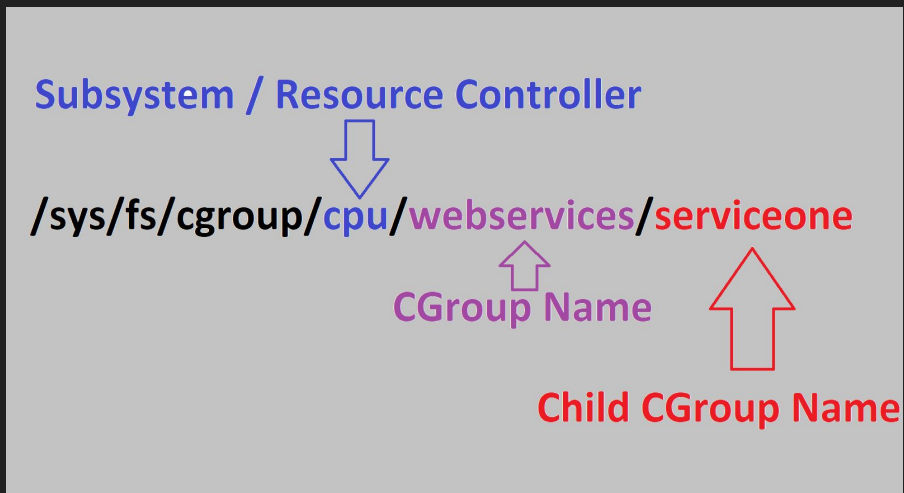 Subsystem / Resource Controller
/sys/fs/cgroup/cpu/webservices/serviceone
CGroup Name
Child CGroup Name